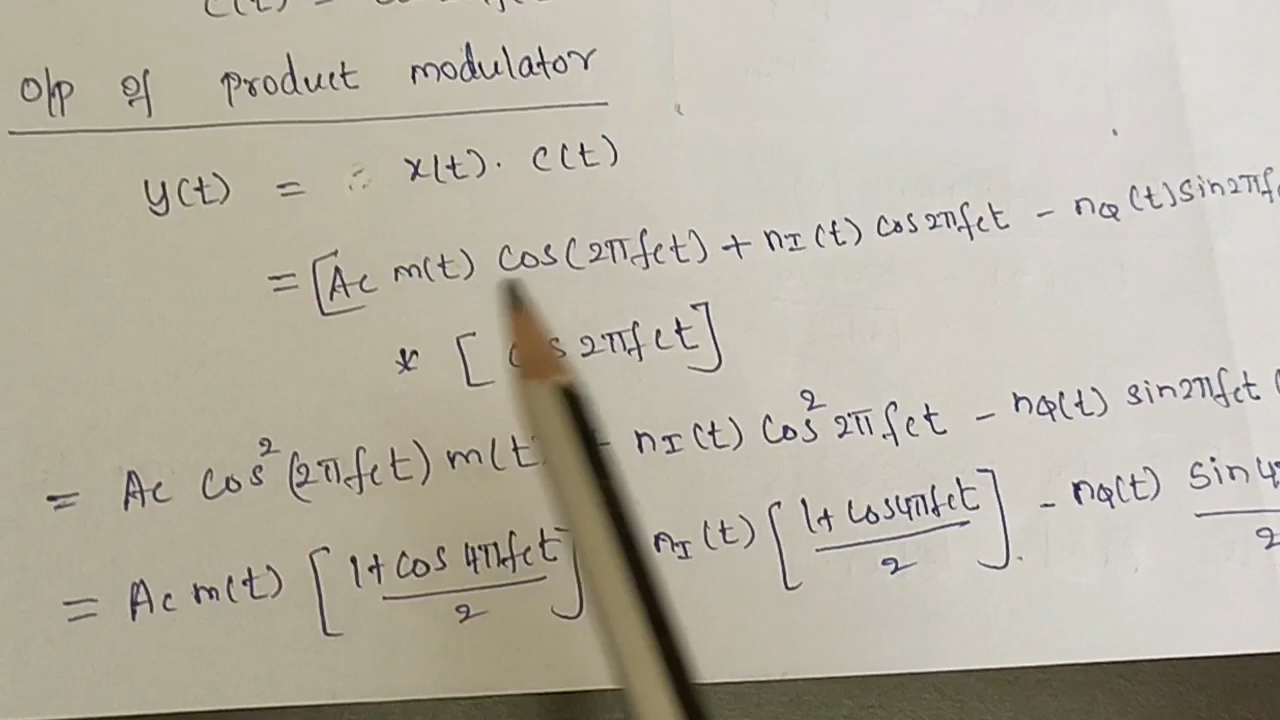 c(t) =
o/p of product modulator
y(t) = x(t). c(t)
= [Ac m(t) cos(2πfct) + nI(t) cos2πfct - nQ(t) sin2πf
* [cos 2πfct]
= Ac cos²(2πfct) m(t) + nI(t) cos² 2πfct - nQ(t) sin2πfct
= Ac m(t) [1+cos 4πfct / 2] nI(t) [1+cos4πfct / 2] - nQ(t) sin4 / 2